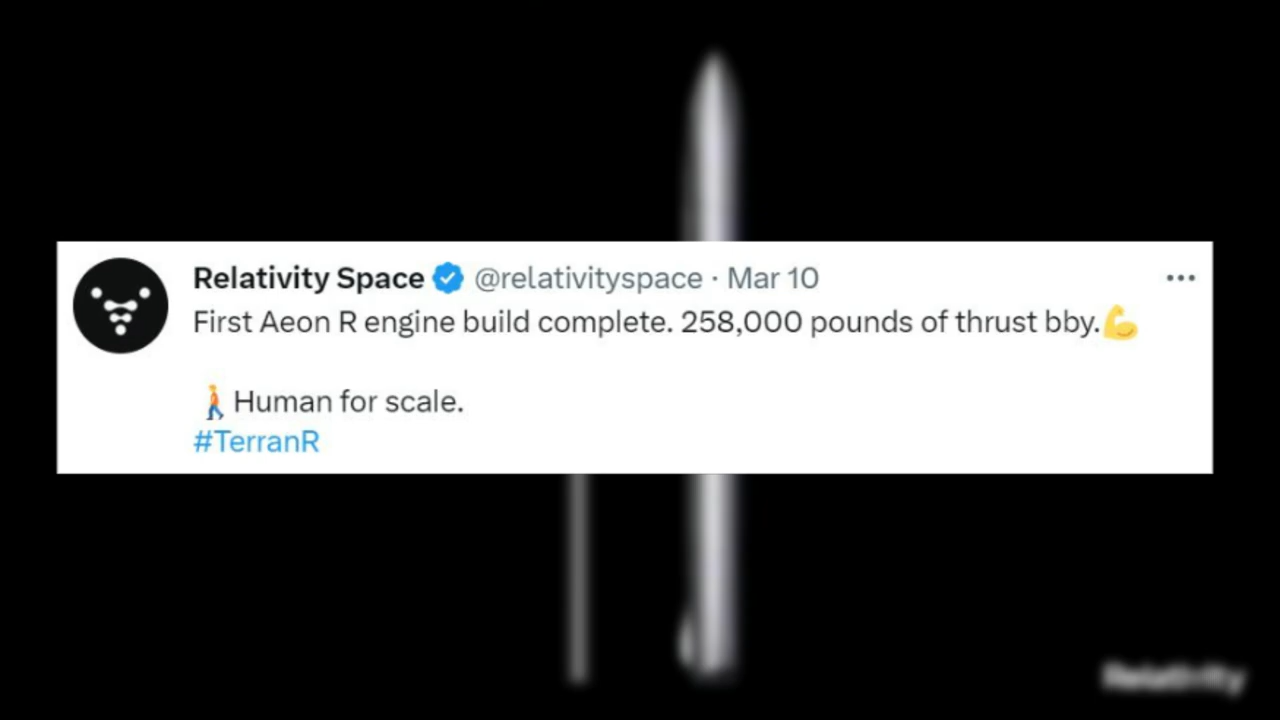 Relativity Space @relativityspace · Mar 10
First Aeon R engine build complete. 258,000 pounds of thrust bby.💪
🚶Human for scale.
#TerranR
Relativity